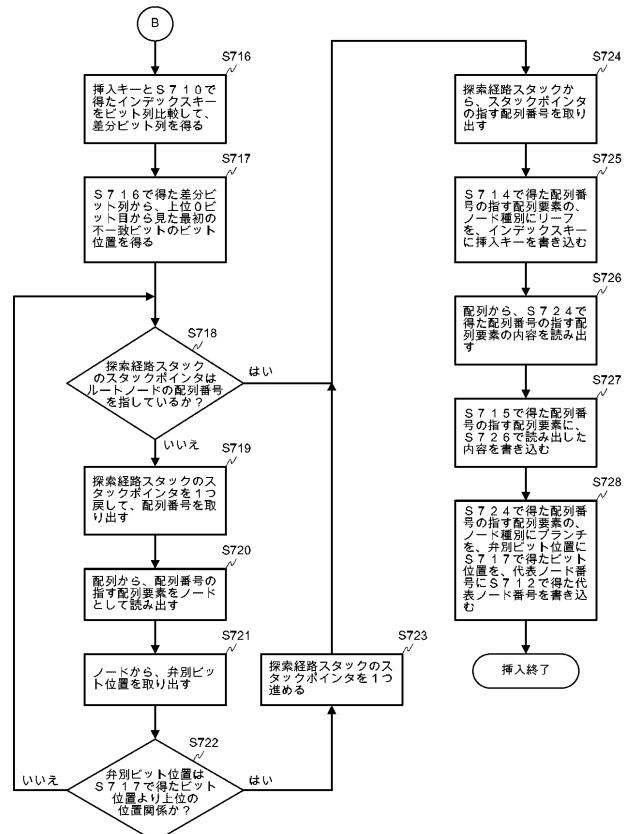 B
S716
挿入キーとS710で
得たインデックスキー
をビット列比較して、
差分ビット列を得る
S717
S716で得た差分ビ
ット列から、上位0ビ
ット目から見た最初の
不一致ビットのビット
位置を得る
S718
探索経路スタック
のスタックポインタは
ルートノードの配列番号
を指しているか?
はい
いいえ
S719
探索経路スタックのス
タックポインタを1つ
戻して、配列番号を取
り出す
S720
配列から、配列番号の
指す配列要素をノード
として読み出す
S721
ノードから、弁別ビッ
ト位置を取り出す
S722
弁別ビット位置は
S717で得たビット
位置より上位の
位置関係か?
いいえ
はい
S723
探索経路スタックのス
タックポインタを1つ
進める
S724
探索経路スタックか
ら、スタックポインタ
の指す配列番号を取り
出す
S725
S714で得た配列番
号の指す配列要素の、
ノード種別にリーフ
を、インデックスキー
に挿入キーを書き込む
S726
配列から、S724で
得た配列番号の指す配
列要素の内容を読み出
す
S727
S715で得た配列番
号の指す配列要素に、
S726で読み出した
内容を書き込む
S728
S724で得た配列番
号の指す配列要素の、
ノード種別にブランチ
を、弁別ビット位置に
S717で得たビット
位置を、代表ノード番
号にS712で得た代
表ノード番号を書き込
む
挿入終了